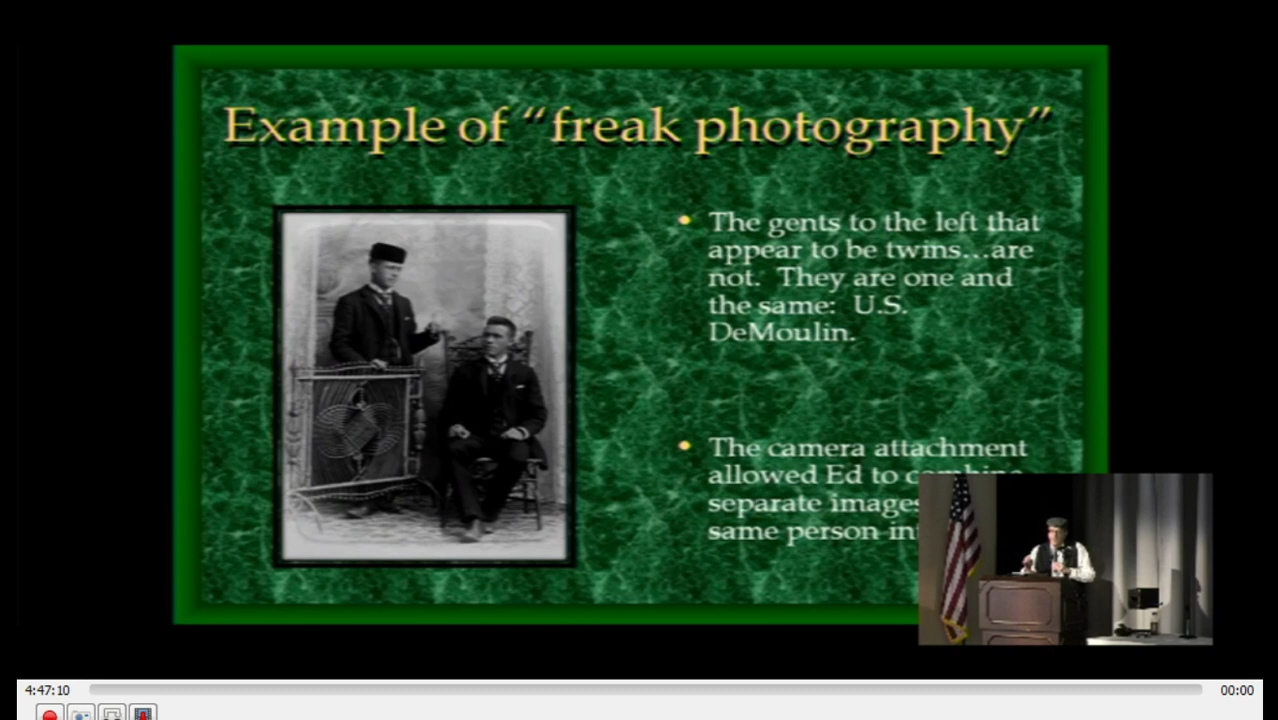 Example of “freak photography”
The gents to the left that
appear to be twins...are
not. They are one and
the same: U.S.
DeMoulin.
The camera attachment
allowed Ed to combine
separate images
same person
4:47:10
00:00